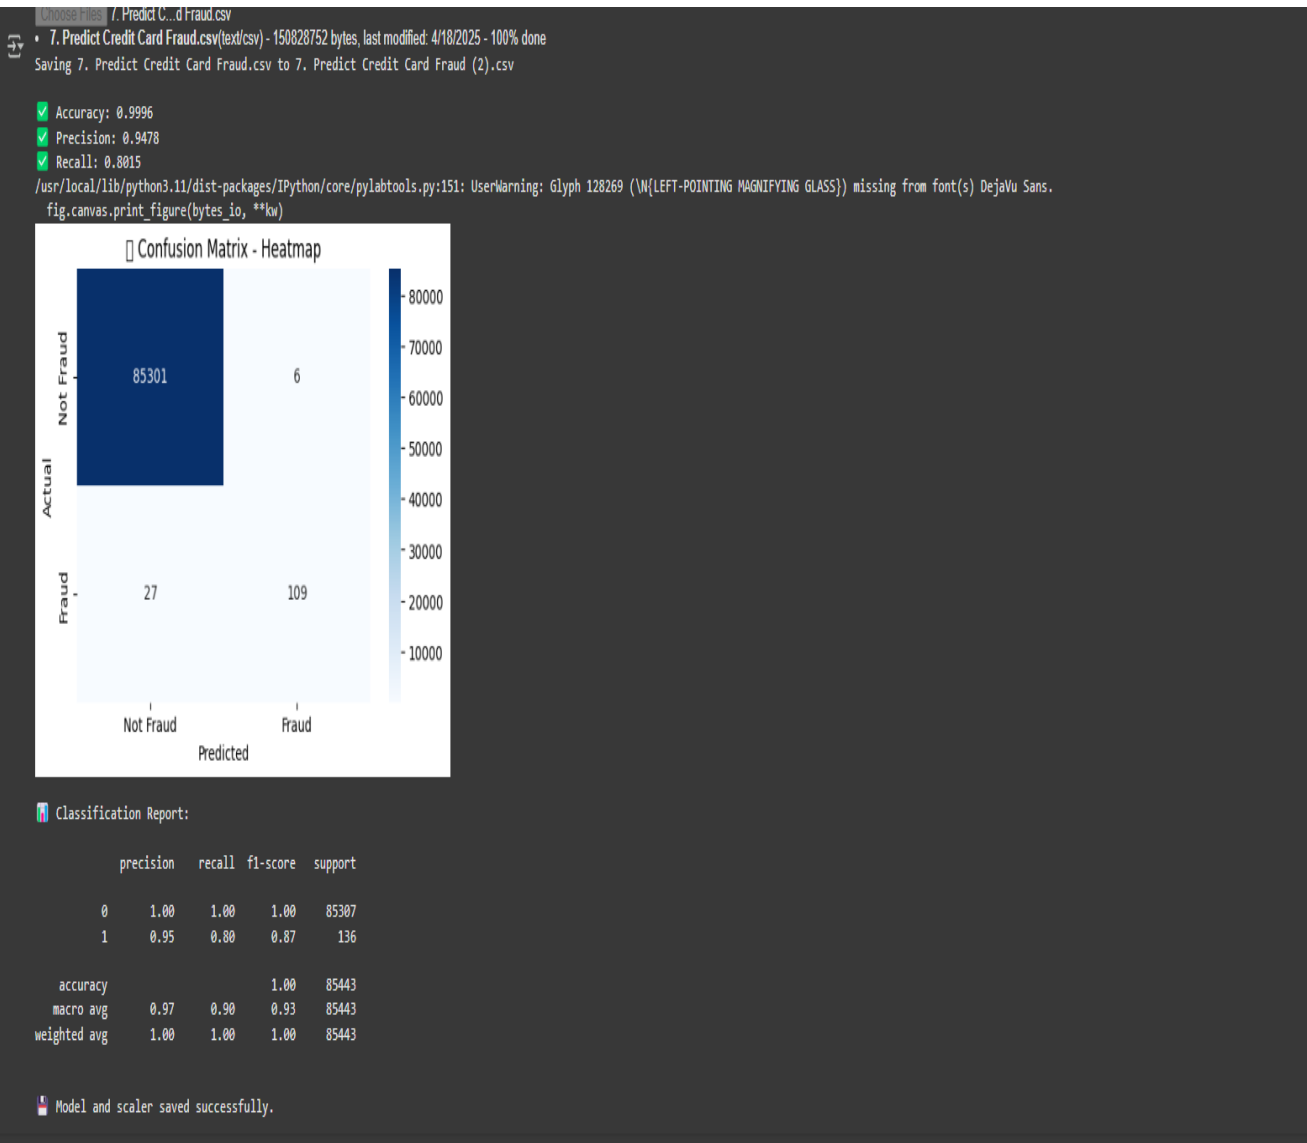 Choose Files 7. Predict C...d Fraud.csv
• 7. Predict Credit Card Fraud.csv(text/csv) - 150828752 bytes, last modified: 4/18/2025 - 100% done
Saving 7. Predict Credit Card Fraud.csv to 7. Predict Credit Card Fraud (2).csv
✅ Accuracy: 0.9996
✅ Precision: 0.9478
✅ Recall: 0.8015
/usr/local/lib/python3.11/dist-packages/IPython/core/pylabtools.py:151: UserWarning: Glyph 128269 (\N{LEFT-POINTING MAGNIFYING GLASS}) missing from font(s) DejaVu Sans.
fig.canvas.print_figure(bytes_io, **kw)
Confusion Matrix - Heatmap
Actual
Not Fraud
85301 6
Fraud
27 109
Not Fraud Fraud
Predicted
80000
70000
60000
50000
40000
30000
20000
10000
📊 Classification Report:
precision recall f1-score support
0 1.00 1.00 1.00 85307
1 0.95 0.80 0.87 136
accuracy 1.00 85443
macro avg 0.97 0.90 0.93 85443
weighted avg 1.00 1.00 1.00 85443
💾 Model and scaler saved successfully.